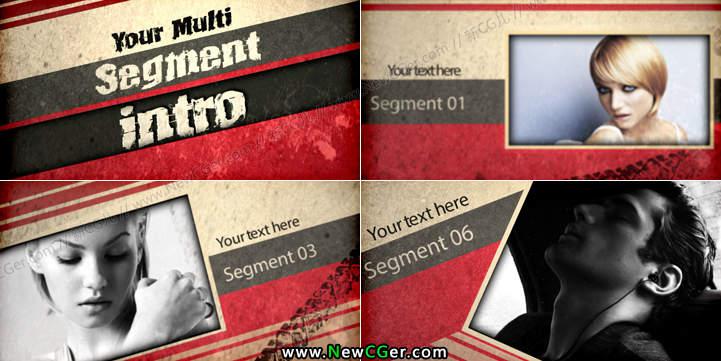 Your Multi
Segment
intro
Your text here
Segment 01
Your text here
Segment 03
Your text here
Segment 06
www.NewCGer.com